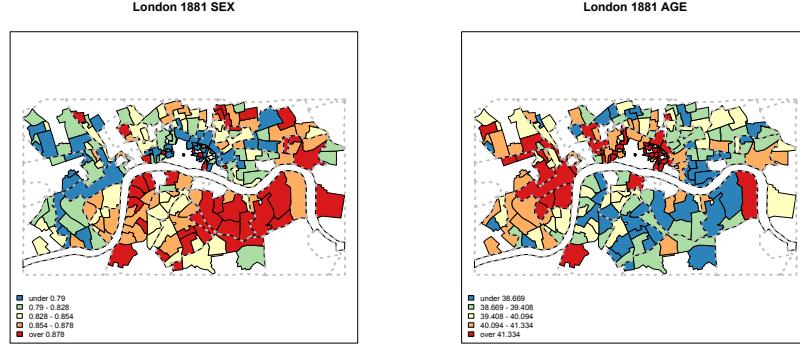 London 1881 SEX
under 0.79
0.79 - 0.828
0.828 - 0.854
0.854 - 0.878
over 0.878
London 1881 AGE
under 38.669
38.669 - 39.408
39.408 - 40.094
40.094 - 41.334
over 41.334